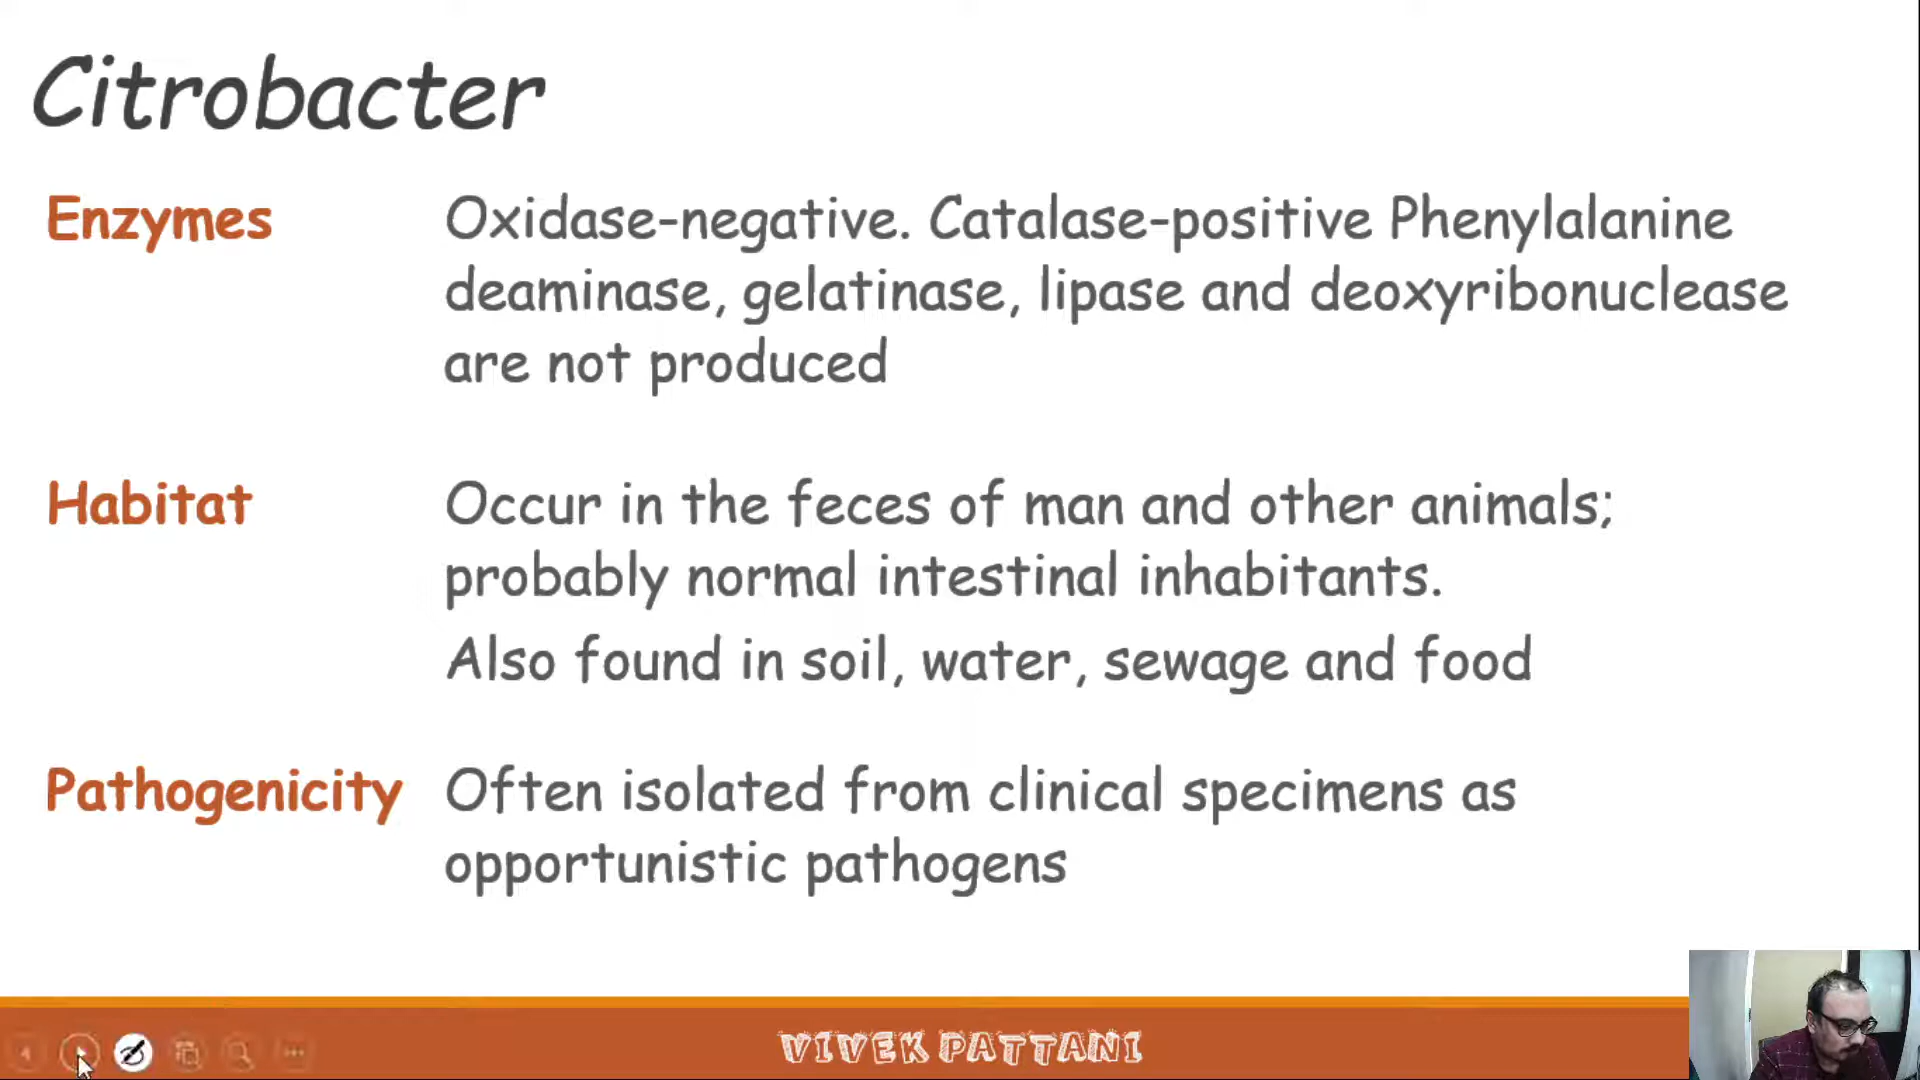 Citrobacter
Enzymes
Oxidase-negative. Catalase-positive Phenylalanine
deaminase, gelatinase, lipase and deoxyribonuclease
are not produced
Habitat
Occur in the feces of man and other animals;
probably normal intestinal inhabitants.
Also found in soil, water, sewage and food
Pathogenicity
Often isolated from clinical specimens as
opportunistic pathogens
VIVEK PATTANI